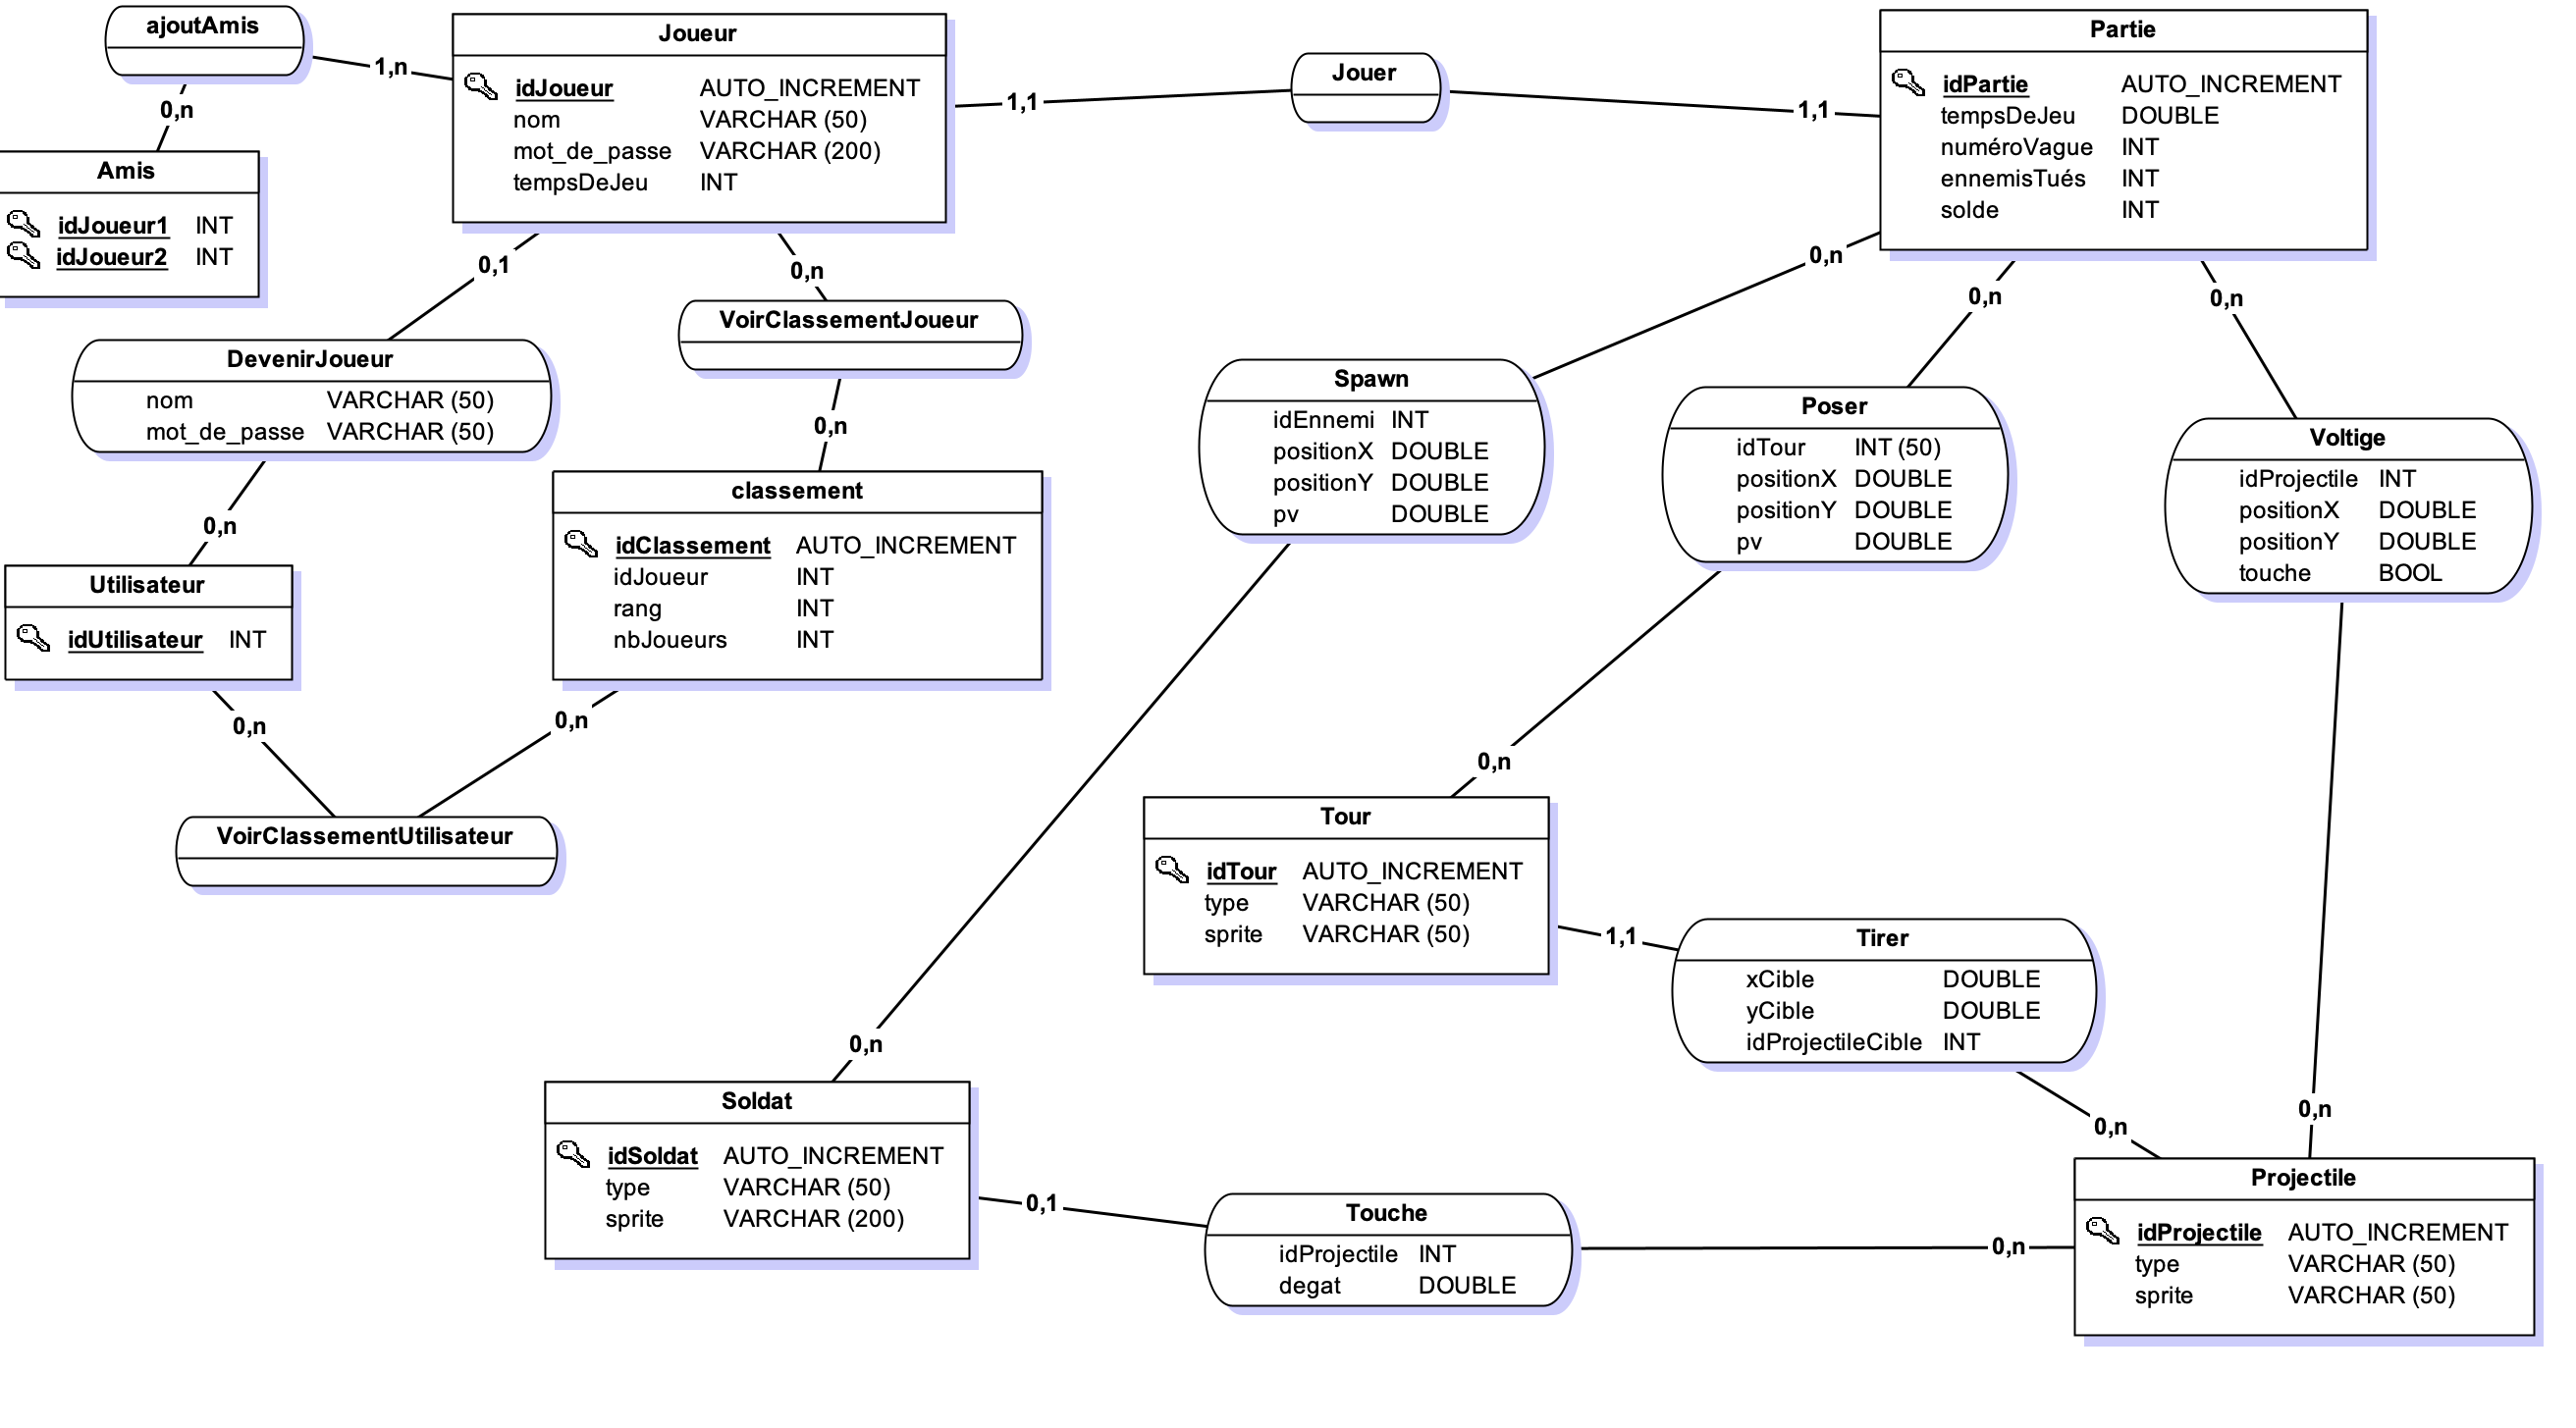 ajoutAmis
1,n
0,n
Amis
idJoueur1 INT
idJoueur2 INT
Joueur
idJoueur AUTO_INCREMENT
nom VARCHAR (50)
mot_de_passe VARCHAR (200)
tempsDeJeu INT
1,1
Jouer
1,1
Partie
idPartie AUTO_INCREMENT
tempsDeJeu DOUBLE
numéroVague INT
ennemisTués INT
solde INT
0,1
0,n
0,n
0,n
0,n
DevenirJoueur
nom VARCHAR (50)
mot_de_passe VARCHAR (50)
VoirClassementJoueur
0,n
0,n
Utilisateur
idUtilisateur INT
classement
idClassement AUTO_INCREMENT
idJoueur INT
rang INT
nbJoueurs INT
0,n
0,n
VoirClassementUtilisateur
Spawn
idEnnemi INT
positionX DOUBLE
positionY DOUBLE
pv DOUBLE
Poser
idTour INT (50)
positionX DOUBLE
positionY DOUBLE
pv DOUBLE
Voltige
idProjectile INT
positionX DOUBLE
positionY DOUBLE
touche BOOL
0,n
Tour
idTour AUTO_INCREMENT
type VARCHAR (50)
sprite VARCHAR (50)
1,1
Tirer
xCible DOUBLE
yCible DOUBLE
idProjectileCible INT
0,n
0,n
0,n
Soldat
idSoldat AUTO_INCREMENT
type VARCHAR (50)
sprite VARCHAR (200)
0,1
Touche
idProjectile INT
degat DOUBLE
0,n
Projectile
idProjectile AUTO_INCREMENT
type VARCHAR (50)
sprite VARCHAR (50)